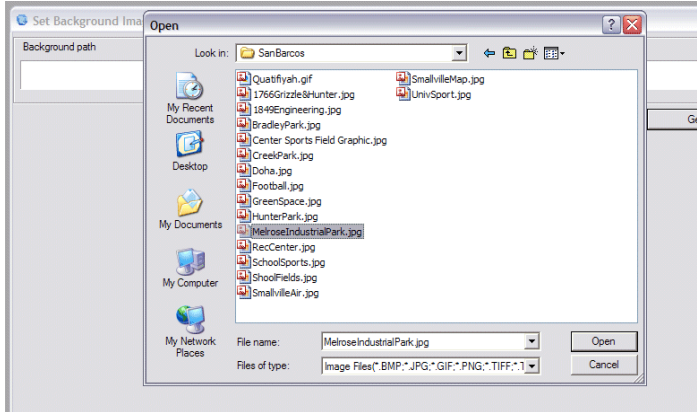 Set Background Ima
Open
Background path
Look in:
SanBarcos
Quatifiyah.gif
1766Grizzle&Hunter.jpg
1849Engineering.jpg
BradleyPark.jpg
Center Sports Field Graphic.jpg
CreekPark.jpg
Doha.jpg
Football.jpg
GreenSpace.jpg
HunterPark.jpg
MelroseIndustrialPark.jpg
RecCenter.jpg
SchoolSports.jpg
ShoolFields.jpg
SmallvilleAir.jpg
SmallvilleMap.jpg
UnivSport.jpg
My Recent
Documents
Desktop
My Documents
My Computer
My Network
Places
File name:
MelroseIndustrialPark.jpg
Open
Files of type:
Image Files(*.BMP;*.JPG;*.GIF;*.PNG;*.TIFF;*.T
Cancel
Ge